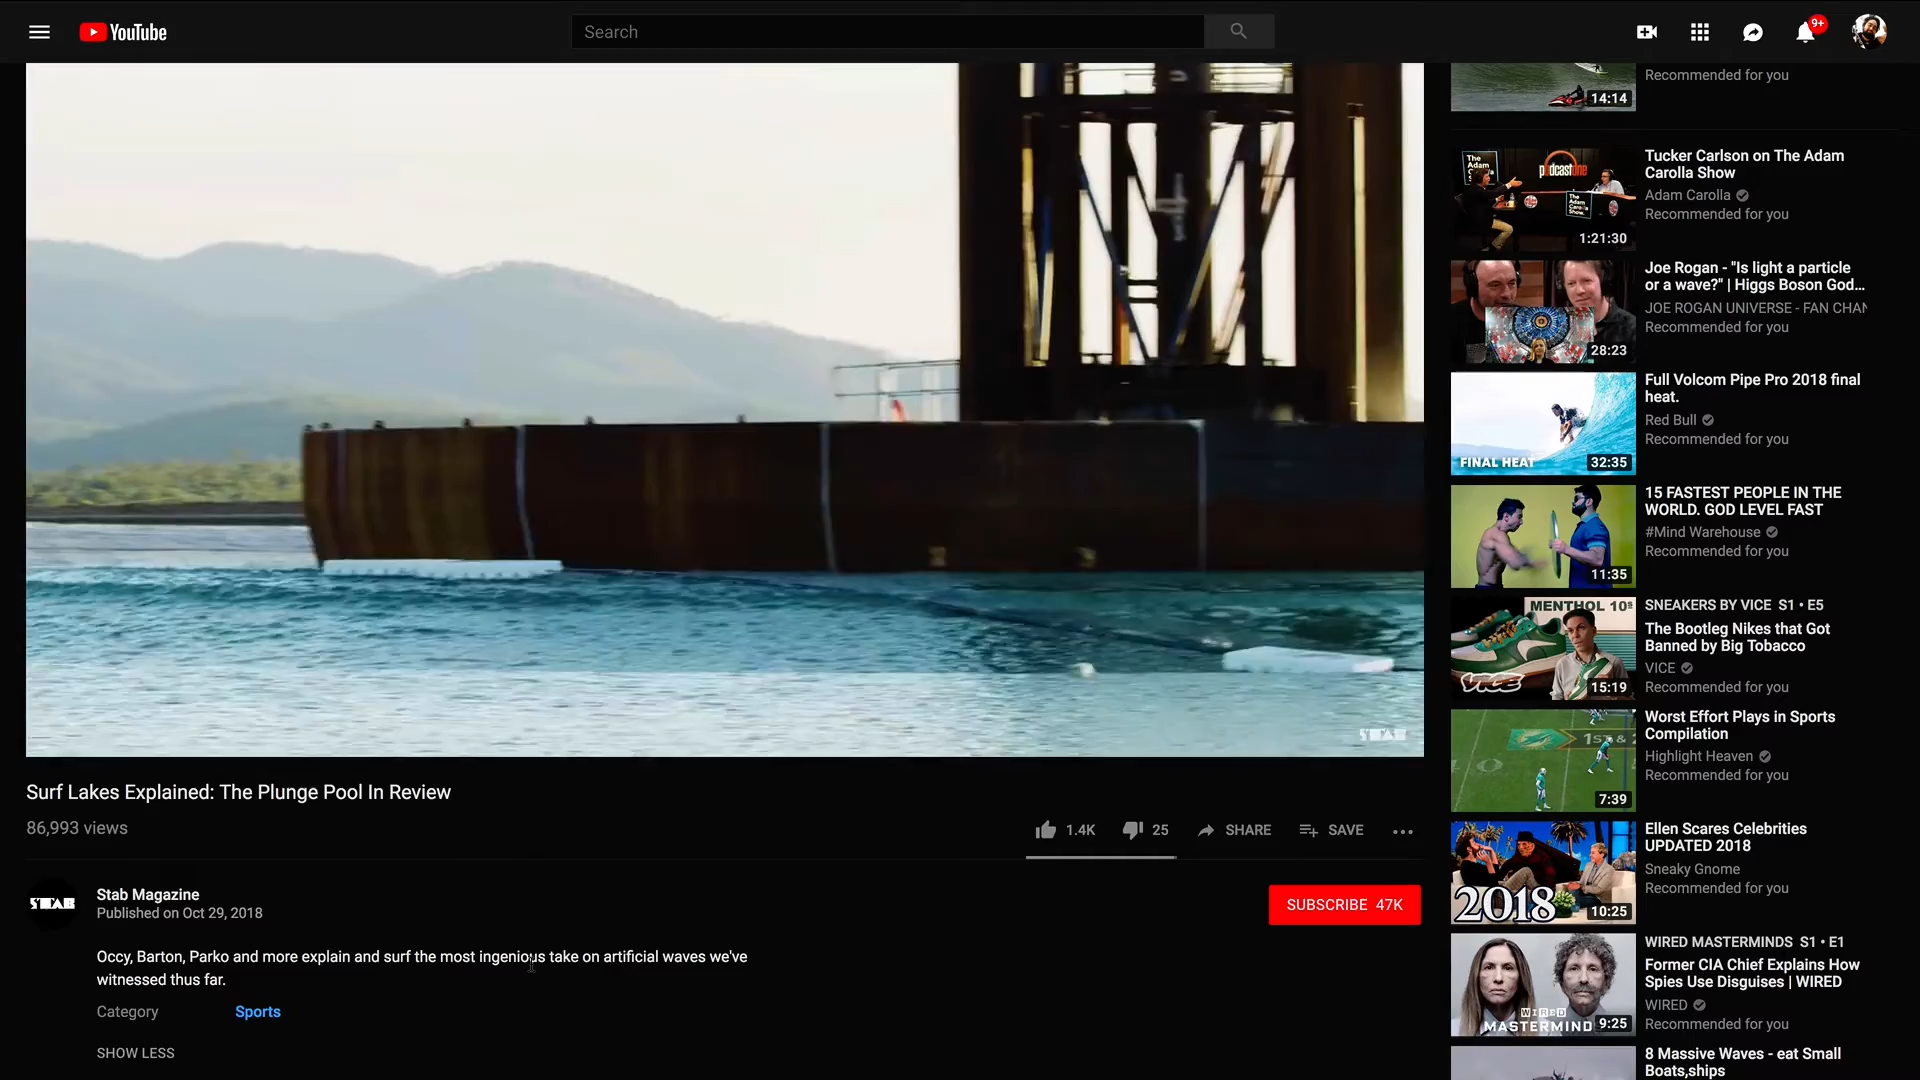 YouTube
Search
9+
STAB
Surf Lakes Explained: The Plunge Pool In Review
86,993 views
1.4K
25
SHARE
SAVE
STAB
Stab Magazine
Published on Oct 29, 2018
SUBSCRIBE 47K
Occy, Barton, Parko and more explain and surf the most ingenious take on artificial waves we've
witnessed thus far.
Category
Sports
SHOW LESS
14:14
Recommended for you
The
Adam
podcastone
The
Adam
Carolla
Show.
1:21:30
Tucker Carlson on The Adam
Carolla Show
Adam Carolla
Recommended for you
28:23
Joe Rogan - "Is light a particle
or a wave?" | Higgs Boson God...
JOE ROGAN UNIVERSE - FAN CHAN
Recommended for you
FINAL HEAT
32:35
Full Volcom Pipe Pro 2018 final
heat.
Red Bull
Recommended for you
11:35
15 FASTEST PEOPLE IN THE
WORLD. GOD LEVEL FAST
#Mind Warehouse
Recommended for you
MENTHOL 10s
VICE
15:19
SNEAKERS BY VICE S1 • E5
The Bootleg Nikes that Got
Banned by Big Tobacco
VICE
Recommended for you
1ST & 2
7:39
Worst Effort Plays in Sports
Compilation
Highlight Heaven
Recommended for you
2018
10:25
Ellen Scares Celebrities
UPDATED 2018
Sneaky Gnome
Recommended for you
WIRED
MASTERMIND
9:25
WIRED MASTERMINDS S1 • E1
Former CIA Chief Explains How
Spies Use Disguises | WIRED
WIRED
Recommended for you
8 Massive Waves - eat Small
Boats,ships